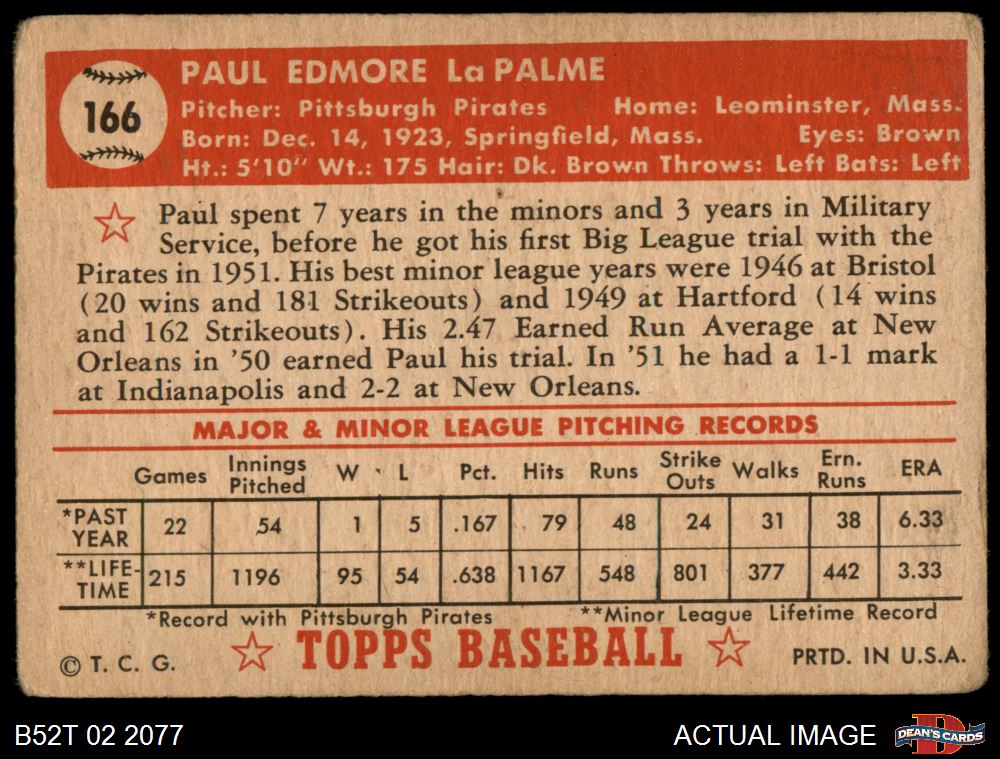 166
PAUL EDMORE La PALME
Pitcher: Pittsburgh Pirates Home: Leominster, Mass.
Born: Dec. 14, 1923, Springfield, Mass. Eyes: Brown
Ht.: 5'10" Wt.: 175 Hair: Dk. Brown Throws: Left Bats: Left
Paul spent 7 years in the minors and 3 years in Military
Service, before he got his first Big League trial with the
Pirates in 1951. His best minor league years were 1946 at Bristol
(20 wins and 181 Strikeouts) and 1949 at Hartford (14 wins
and 162 Strikeouts). His 2.47 Earned Run Average at New
Orleans in '50 earned Paul his trial. In '51 he had a 1-1 mark
at Indianapolis and 2-2 at New Orleans.
MAJOR & MINOR LEAGUE PITCHING RECORDS
Games Innings Pitched W L Pct. Hits Runs Strike Outs Walks Ern. Runs ERA
*PAST YEAR 22 54 1 5 .167 79 48 24 31 38 6.33
**LIFE-TIME 215 1196 95 54 .638 1167 548 801 377 442 3.33
*Record with Pittsburgh Pirates **Minor League Lifetime Record
© T. C. G. TOPPS BASEBALL PRTD. IN U.S.A.
B52T 02 2077 ACTUAL IMAGE DEAN'S CARDS